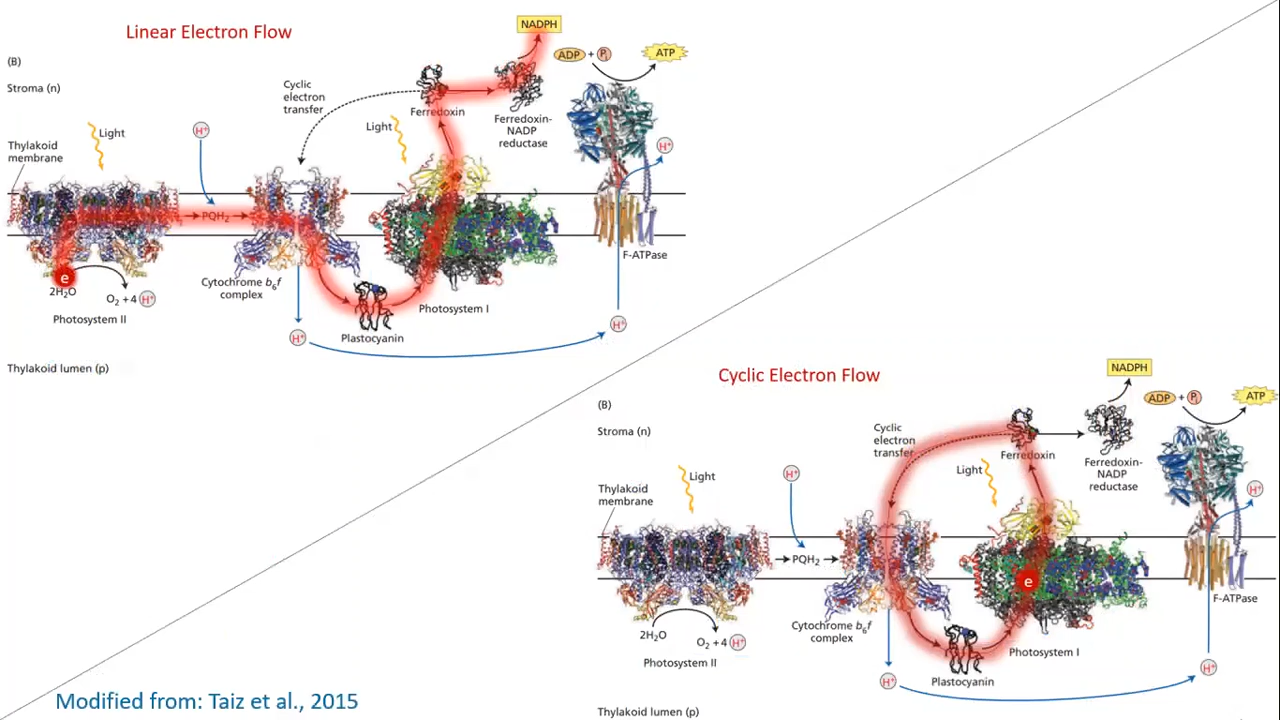 Linear Electron Flow
NADPH
ADP + Pi
ATP
(B)
Stroma (n)
Cyclic
electron
transfer
Ferredoxin
Ferredoxin-
NADP
reductase
Light
H+
Light
H+
Thylakoid
membrane
PQH2
F-ATPase
e
2H2O
O2 + 4 H+
Photosystem II
Cytochrome b6f
complex
Photosystem I
H+
Plastocyanin
H+
Thylakoid lumen (p)
Cyclic Electron Flow
NADPH
ADP + Pi
ATP
(B)
Stroma (n)
Cyclic
electron
transfer
Ferredoxin
Ferredoxin-
NADP
reductase
Light
H+
Light
H+
Thylakoid
membrane
PQH2
e
F-ATPase
2H2O
O2 + 4 H+
Photosystem II
Cytochrome b6f
complex
Photosystem I
H+
Plastocyanin
H+
Thylakoid lumen (p)
Modified from: Taiz et al., 2015